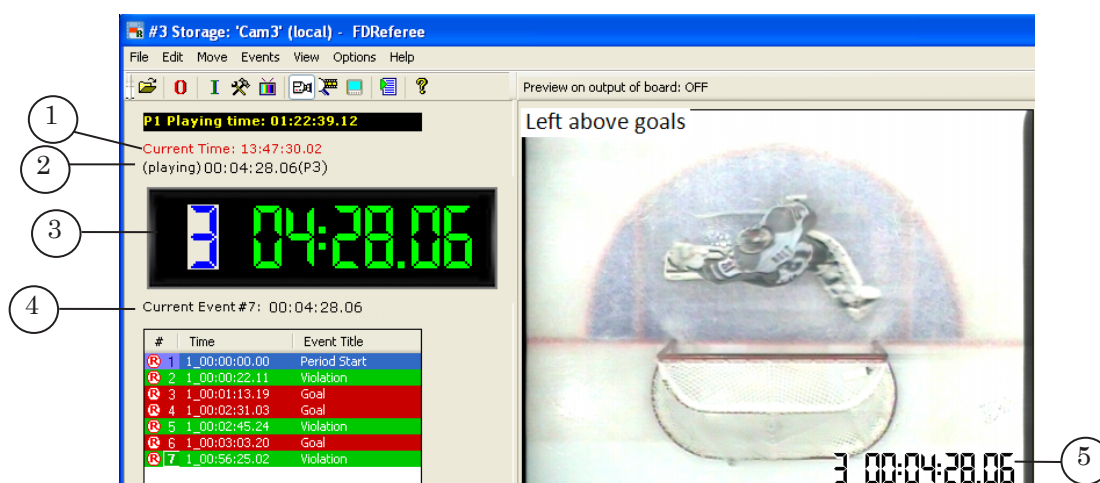 #3 Storage: 'Cam3' (local) - FDReferee
File Edit Move Events View Options Help
Preview on output of board: OFF
1
P1 Playing time: 01:22:39.12
Left above goals
Current Time: 13:47:30.02
2
(playing)00:04:28.06(P3)
3
3 04:28.06
4
Current Event#7: 00:04:28.06
# Time Event Title
R 1 1_00:00:00.00 Period Start
R 2 1_00:00:22.11 Violation
R 3 1_00:01:13.19 Goal
R 4 1_00:02:31.03 Goal
R 5 1_00:02:45.24 Violation
R 6 1_00:03:03.20 Goal
R 7 1_00:56:25.02 Violation
3 00:04:28.06
5